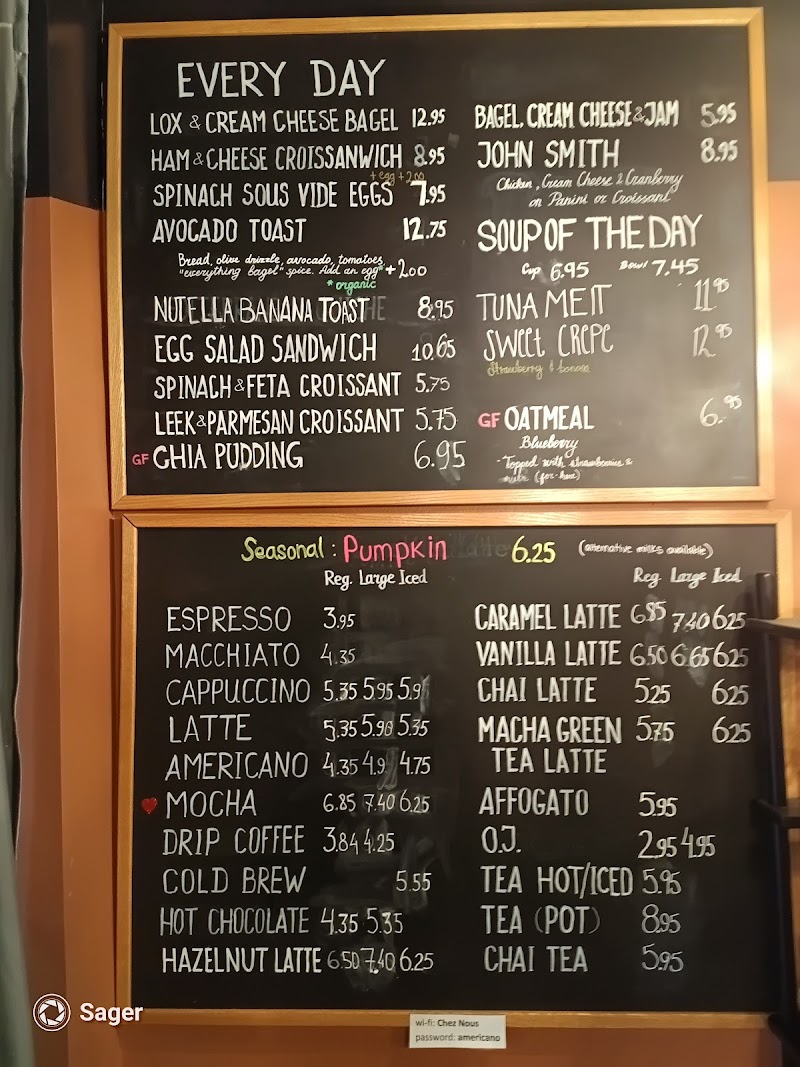 EVERY DAY
LOX & CREAM CHEESE BAGEL 12.95
HAM & CHEESE CROISSANWICH 8.95
+ egg +2.00
SPINACH SOUS VIDE EGGS 7.95
AVOCADO TOAST 12.75
Bread, olive drizzle, avocado, tomatoes,
"everything bagel" spice. Add an egg* +2.00
* organic
NUTELLA BANANA TOAST 8.95
EGG SALAD SANDWICH 10.65
SPINACH & FETA CROISSANT 5.75
LEEK & PARMESAN CROISSANT 5.75
GF CHIA PUDDING 6.95
BAGEL, CREAM CHEESE & JAM 5.95
JOHN SMITH 8.95
Chicken, Cream Cheese & Cranberry
on Panini or Croissant
SOUP OF THE DAY
Cup 6.95 Bowl 7.45
TUNA MELT 11.95
SWEET CREPE 12.95
Strawberry & banana
GF OATMEAL 6.95
Blueberry
- Topped with strawberries &
(for-here)
Seasonal : Pumpkin 6.25 (alternative milks available)
Reg. Large Iced
ESPRESSO 3.95
MACCHIATO 4.35
CAPPUCCINO 5.35 5.95 5.95
LATTE 5.35 5.90 5.35
AMERICANO 4.35 4.9 4.75
MOCHA 6.85 7.40 6.25
DRIP COFFEE 3.84 4.25
COLD BREW 5.55
HOT CHOCOLATE 4.35 5.35
HAZELNUT LATTE 6.50 7.40 6.25
Reg. Large Iced
CARAMEL LATTE 6.85 7.40 6.25
VANILLA LATTE 6.50 6.65 6.25
CHAI LATTE 5.25 6.25
MACHA GREEN 5.75 6.25
TEA LATTE
AFFOGATO 5.95
O.J. 2.95 4.95
TEA HOT/ICED 5.95
TEA (POT) 8.95
CHAI TEA 5.95
wi-fi: Chez Nous
password: americano
Sager